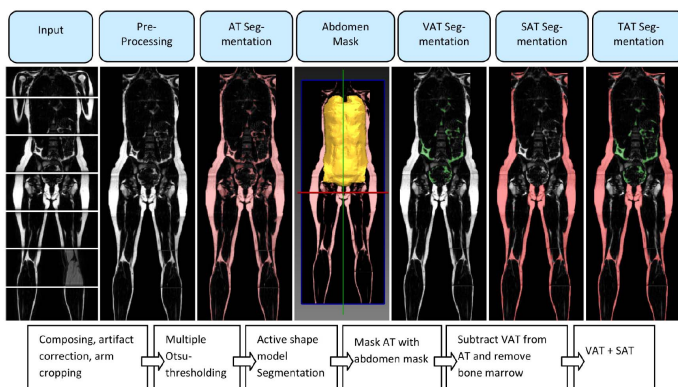 Input
Pre-
Processing
AT Seg-
mentation
Abdomen
Mask
VAT Seg-
mentation
SAT Seg-
mentation
TAT Seg-
mentation
Composing, artifact
correction, arm
cropping
Multiple
Otsu-
thresholding
Active shape
model
Segmentation
Mask AT with
abdomen mask
Subtract VAT from
AT and remove
bone marrow
VAT + SAT